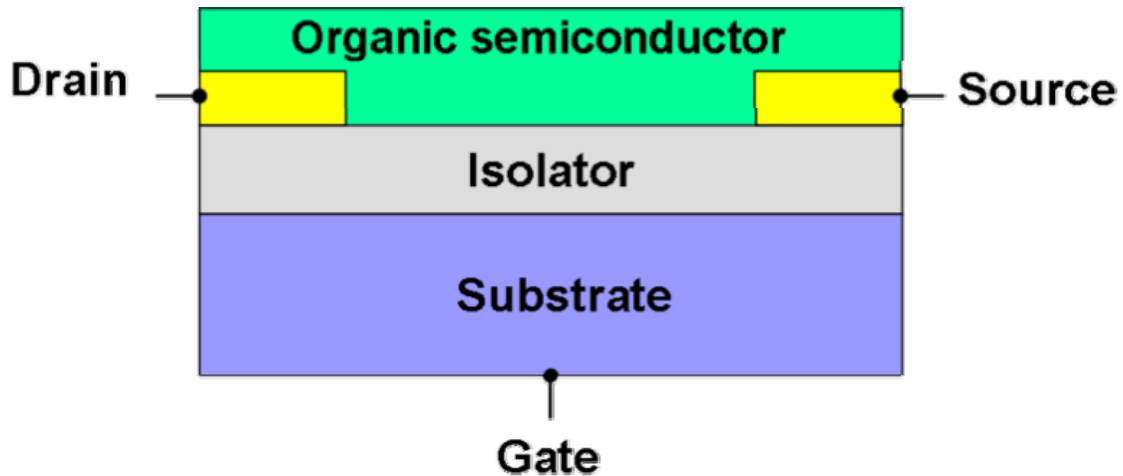 Organic semiconductor
Drain
Source
Isolator
Substrate
Gate